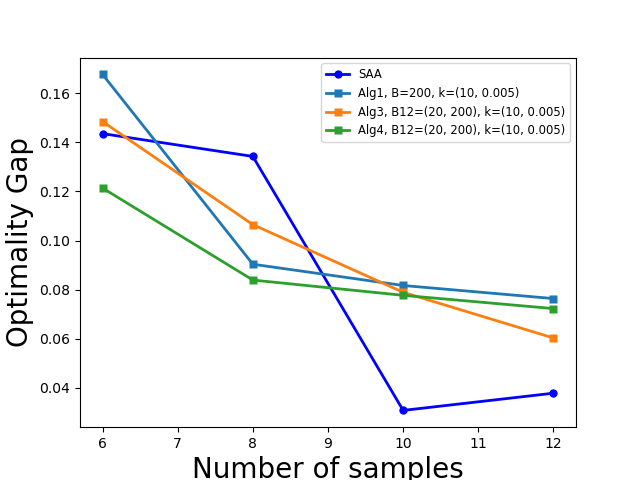 SAA
Alg1, B=200, k=(10, 0.005)
Alg3, B12=(20, 200), k=(10, 0.005)
Alg4, B12=(20, 200), k=(10, 0.005)
0.16
0.14
0.12
0.10
0.08
0.06
0.04
Optimality Gap
6 7 8 9 10 11 12
Number of samples